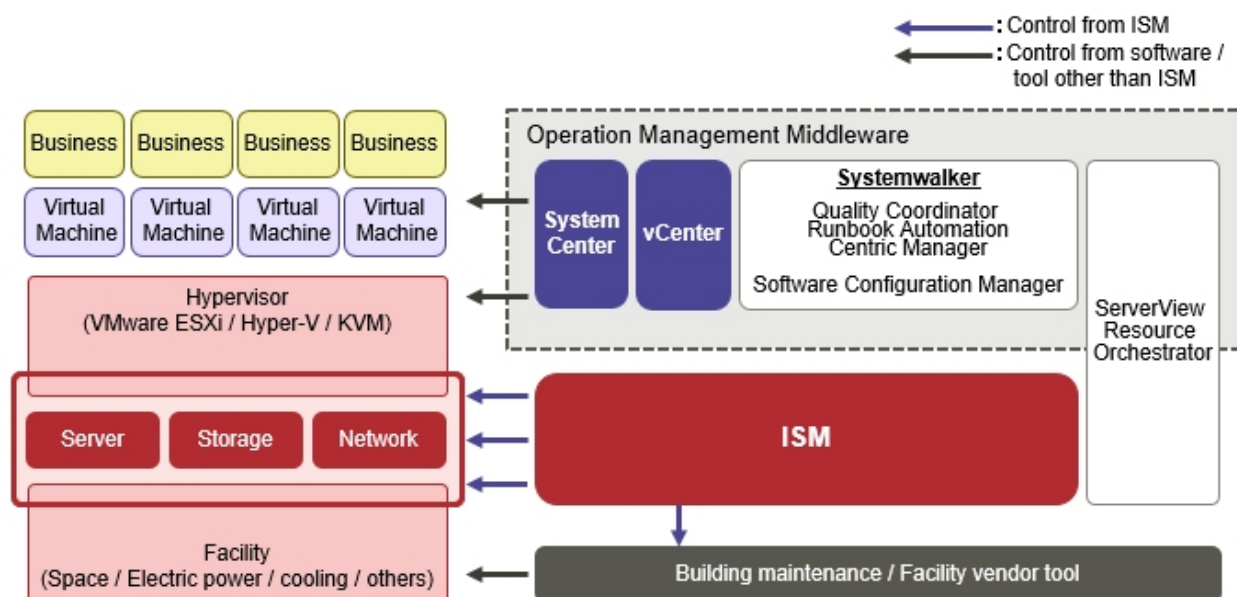 : Control from ISM
: Control from software /
tool other than ISM
Business
Business
Business
Business
Virtual
Machine
Virtual
Machine
Virtual
Machine
Virtual
Machine
Hypervisor
(VMware ESXi / Hyper-V / KVM)
Server
Storage
Network
Facility
(Space / Electric power / cooling / others)
Operation Management Middleware
System
Center
vCenter
Systemwalker
Quality Coordinator
Runbook Automation
Centric Manager
Software Configuration Manager
ServerView
Resource
Orchestrator
ISM
Building maintenance / Facility vendor tool